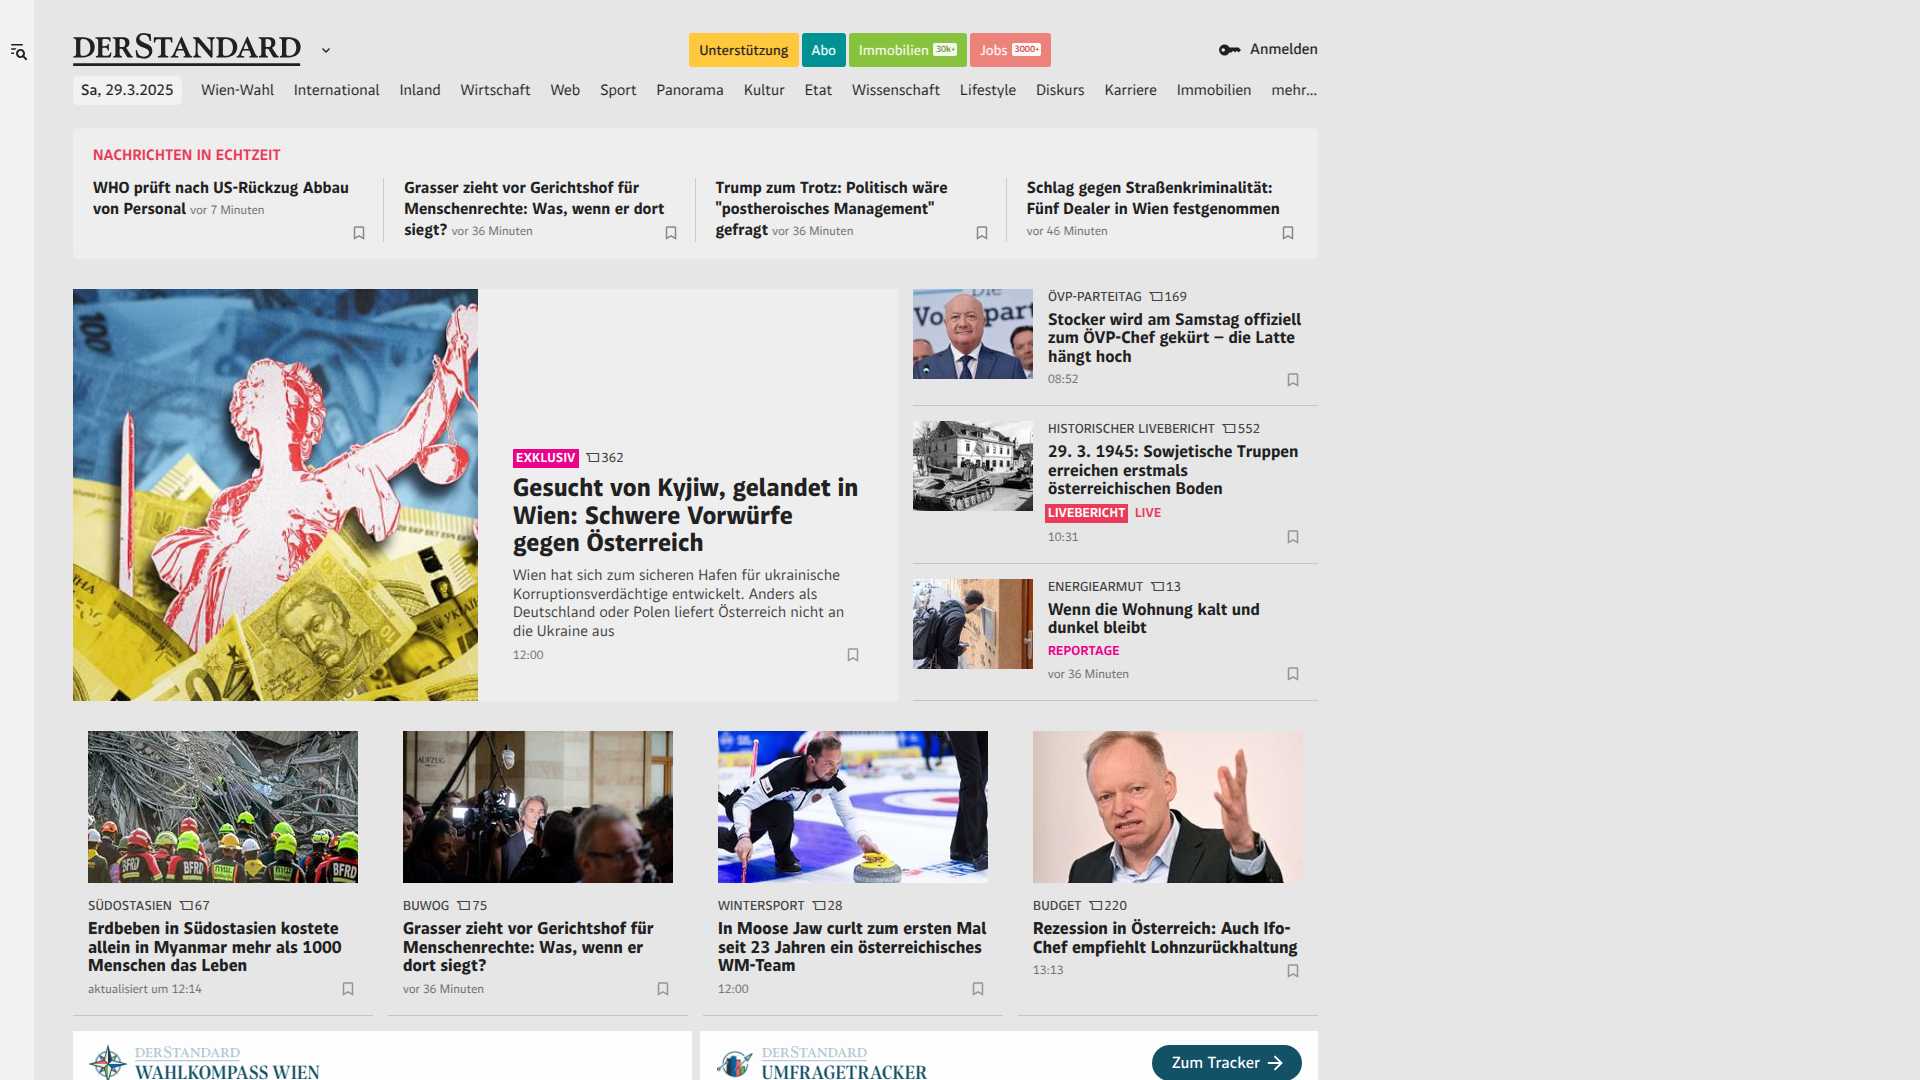 DERSTANDARD
Unterstützung
Abo
Immobilien 30k+
Jobs 3000+
Anmelden
Sa, 29.3.2025
Wien-Wahl
International
Inland
Wirtschaft
Web
Sport
Panorama
Kultur
Etat
Wissenschaft
Lifestyle
Diskurs
Karriere
Immobilien
mehr...
NACHRICHTEN IN ECHTZEIT
WHO prüft nach US-Rückzug Abbau
von Personal vor 7 Minuten
Grasser zieht vor Gerichtshof für
Menschenrechte: Was, wenn er dort
siegt? vor 36 Minuten
Trump zum Trotz: Politisch wäre
"postheroisches Management"
gefragt vor 36 Minuten
Schlag gegen Straßenkriminalität:
Fünf Dealer in Wien festgenommen
vor 46 Minuten
EXKLUSIV 362
Gesucht von Kyjiw, gelandet in
Wien: Schwere Vorwürfe
gegen Österreich
Wien hat sich zum sicheren Hafen für ukrainische
Korruptionsverdächtige entwickelt. Anders als
Deutschland oder Polen liefert Österreich nicht an
die Ukraine aus
12:00
ÖVP-PARTEITAG 169
Stocker wird am Samstag offiziell
zum ÖVP-Chef gekürt – die Latte
hängt hoch
08:52
HISTORISCHER LIVEBERICHT 552
29. 3. 1945: Sowjetische Truppen
erreichen erstmals
österreichischen Boden
LIVEBERICHT LIVE
10:31
ENERGIEARMUT 13
Wenn die Wohnung kalt und
dunkel bleibt
REPORTAGE
vor 36 Minuten
SÜDOSTASIEN 67
Erdbeben in Südostasien kostete
allein in Myanmar mehr als 1000
Menschen das Leben
aktualisiert um 12:14
BUWOG 75
Grasser zieht vor Gerichtshof für
Menschenrechte: Was, wenn er
dort siegt?
vor 36 Minuten
WINTERSPORT 28
In Moose Jaw curlt zum ersten Mal
seit 23 Jahren ein österreichisches
WM-Team
12:00
BUDGET 220
Rezession in Österreich: Auch Ifo-
Chef empfiehlt Lohnzurückhaltung
13:13
DERSTANDARD
WAHLKOMPASS WIEN
DERSTANDARD
UMFRAGETRACKER
Zum Tracker